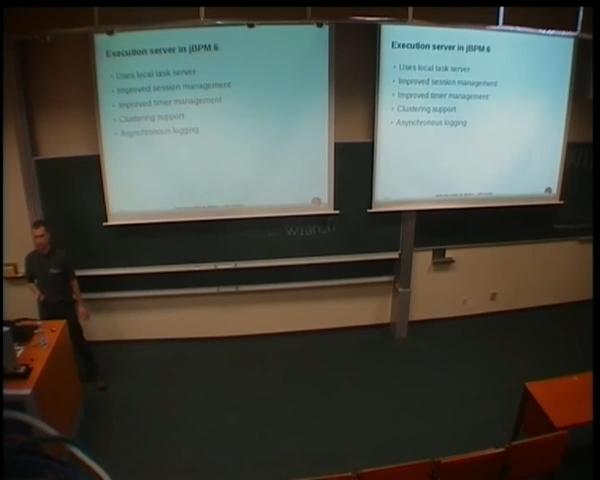 Execution server in jBPM 6
• Uses local task server
• Improved session management
• Improved timer management
• Clustering support
• Asynchronous logging
Execution server in jBPM 6
• Uses local task server
• Improved session management
• Improved timer management
• Clustering support
• Asynchronous logging